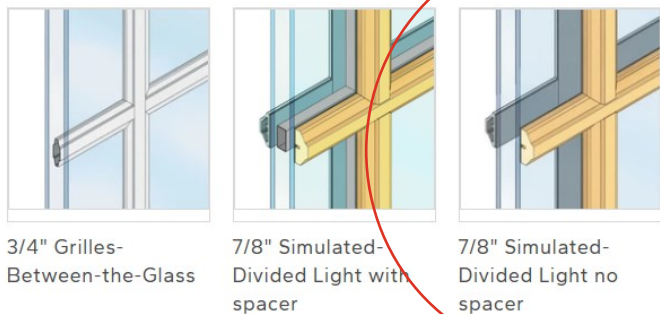 3/4" Grilles-
Between-the-Glass
7/8" Simulated-
Divided Light with
spacer
7/8" Simulated-
Divided Light no
spacer